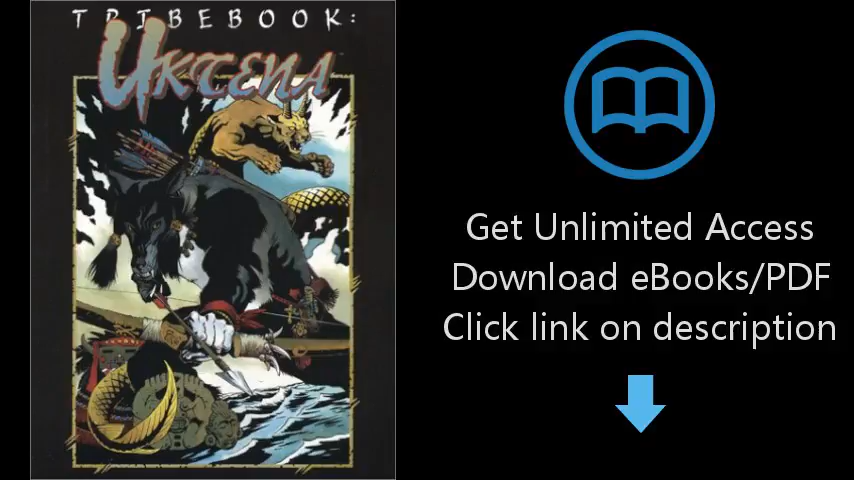 TRIBEBOOK:
UKTENA
Get Unlimited Access
Download eBooks/PDF
Click link on description